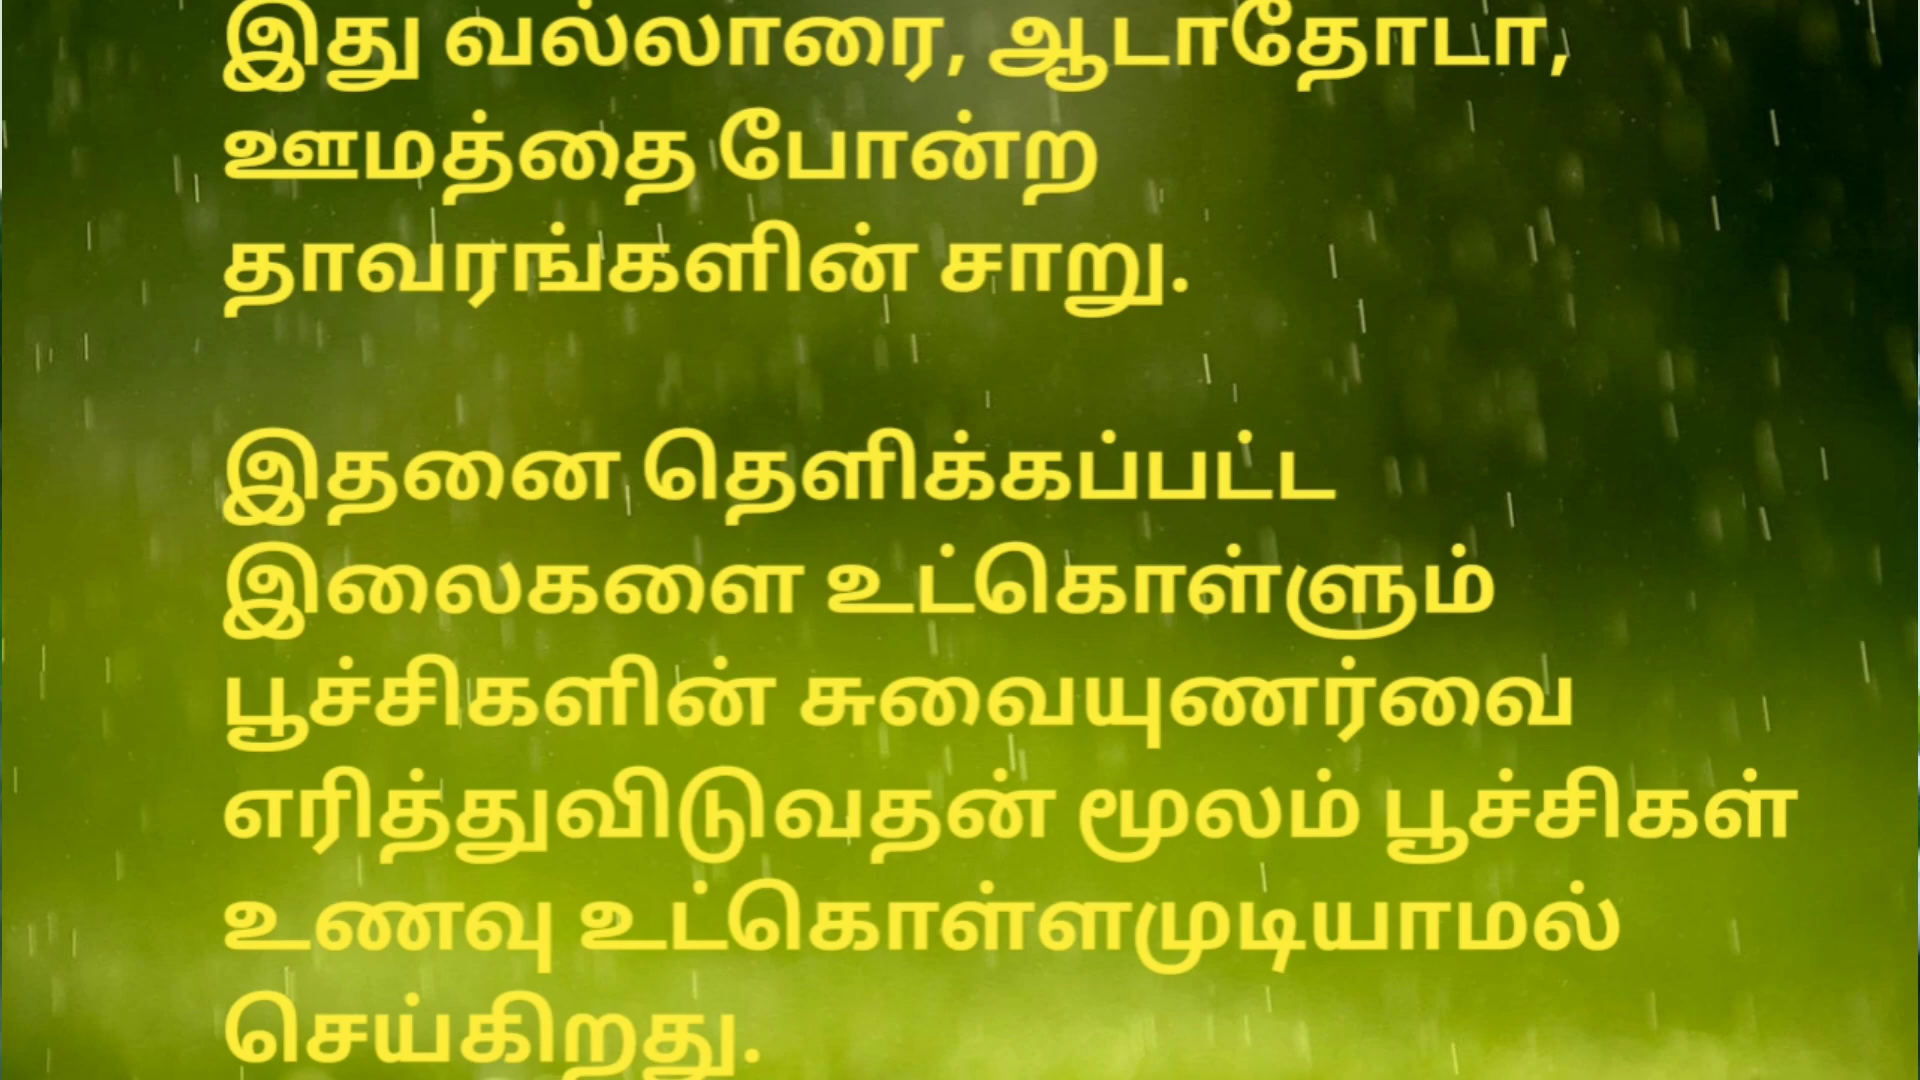 இது வல்லாரை, ஆடாதோடா,
ஊமத்தை போன்ற
தாவரங்களின் சாறு.
இதனை தெளிக்கப்பட்ட
இலைகளை உட்கொள்ளும்
பூச்சிகளின் சுவையுணர்வை
எரித்துவிடுவதன் மூலம் பூச்சிகள்
உணவு உட்கொள்ளமுடியாமல்
செய்கிறது.